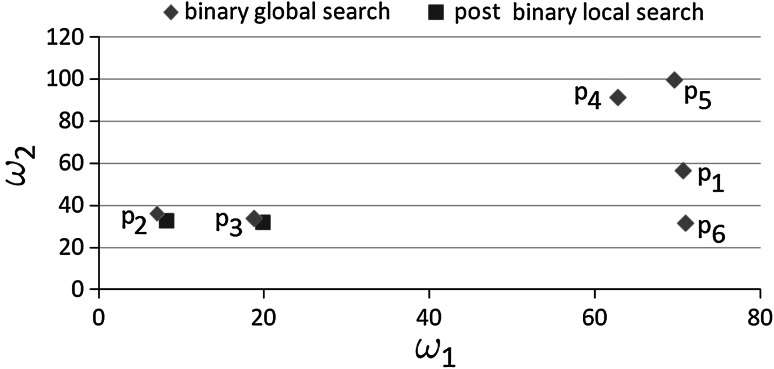 binary global search post binary local search
120
100
80
60
40
20
0
ω2
p4
p5
p1
p2
p3
p6
0 20 40 60 80
ω1